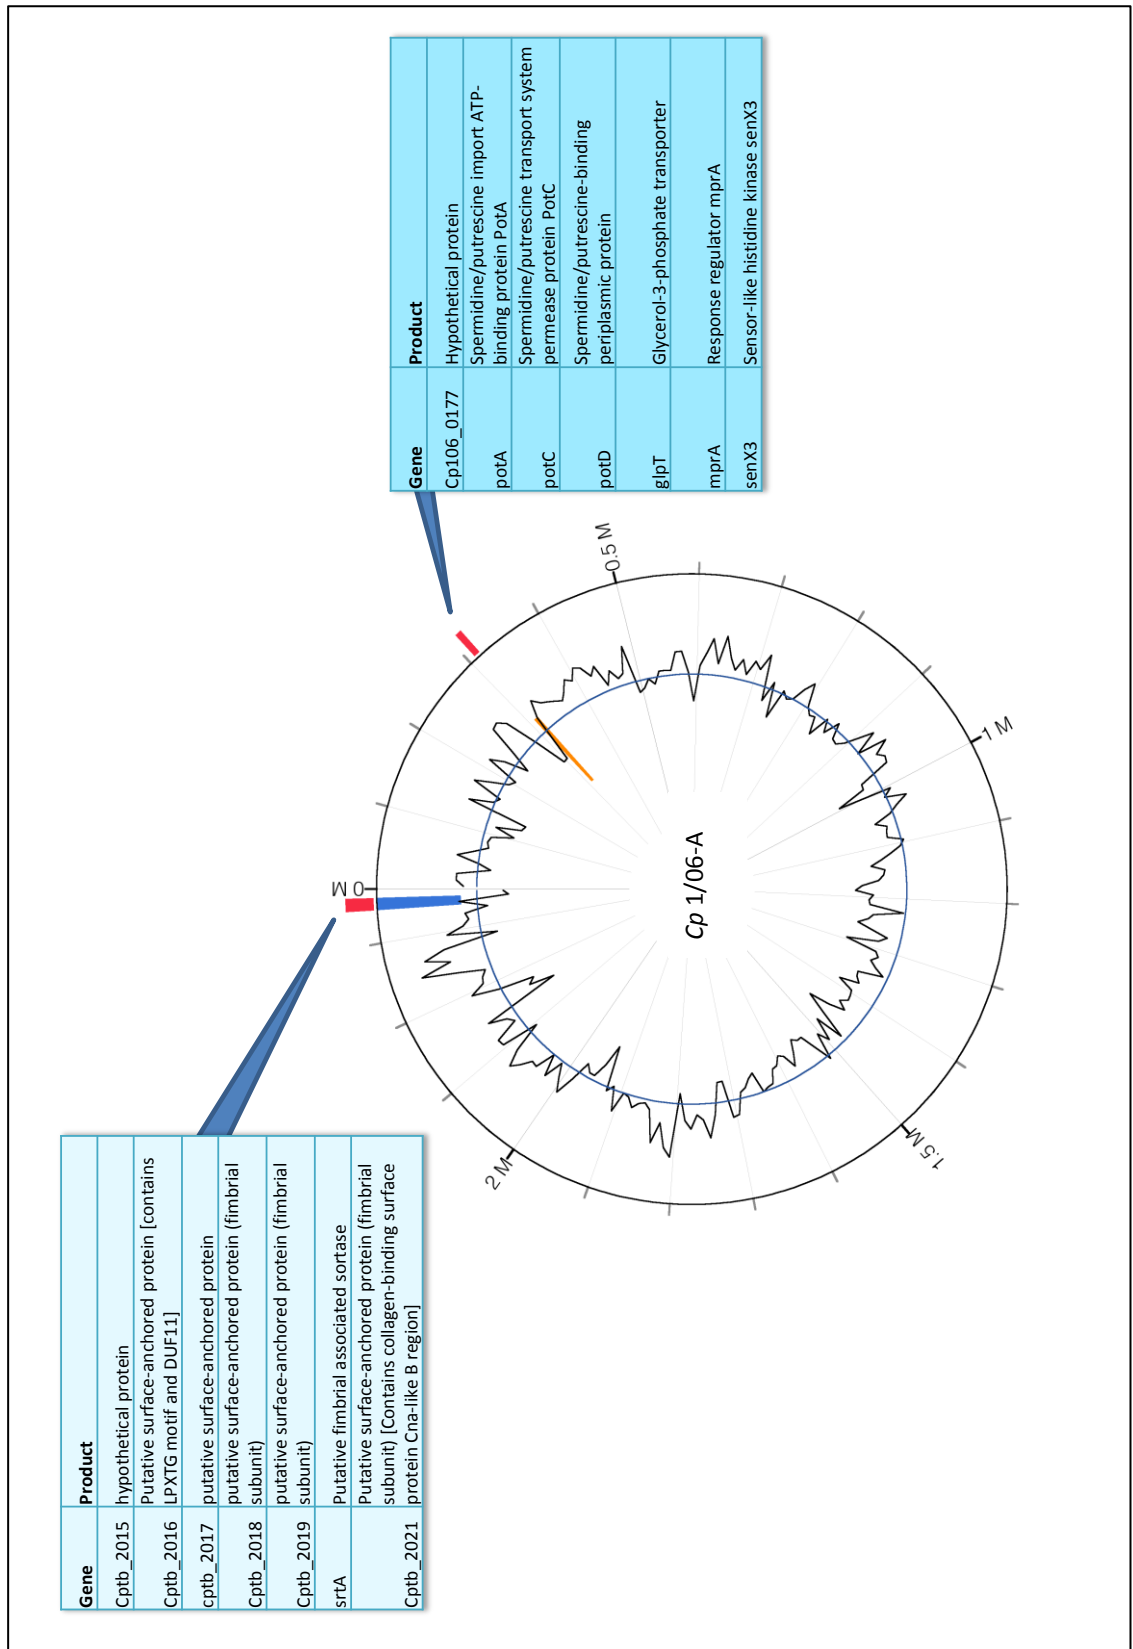 Gene Product
Cptb_2015 hypothetical protein
Cptb_2016 Putative surface-anchored protein [contains
LPXTG motif and DUF11]
cptb_2017 putative surface-anchored protein
Cptb_2018 putative surface-anchored protein (fimbrial
subunit)
Cptb_2019 putative surface-anchored protein (fimbrial
subunit)
srtA Putative fimbrial associated sortase
Cptb_2021 Putative surface-anchored protein (fimbrial
subunit) [Contains collagen-binding surface
protein Cna-like B region]
Gene Product
Cp106_0177 Hypothetical protein
potA Spermidine/putrescine import ATP-
binding protein PotA
potC Spermidine/putrescine transport system
permease protein PotC
potD Spermidine/putrescine-binding
periplasmic protein
glpT Glycerol-3-phosphate transporter
mprA Response regulator mprA
senX3 Sensor-like histidine kinase senX3
0 M
0.5 M
1 M
1.5 M
2 M
Cp 1/06-A